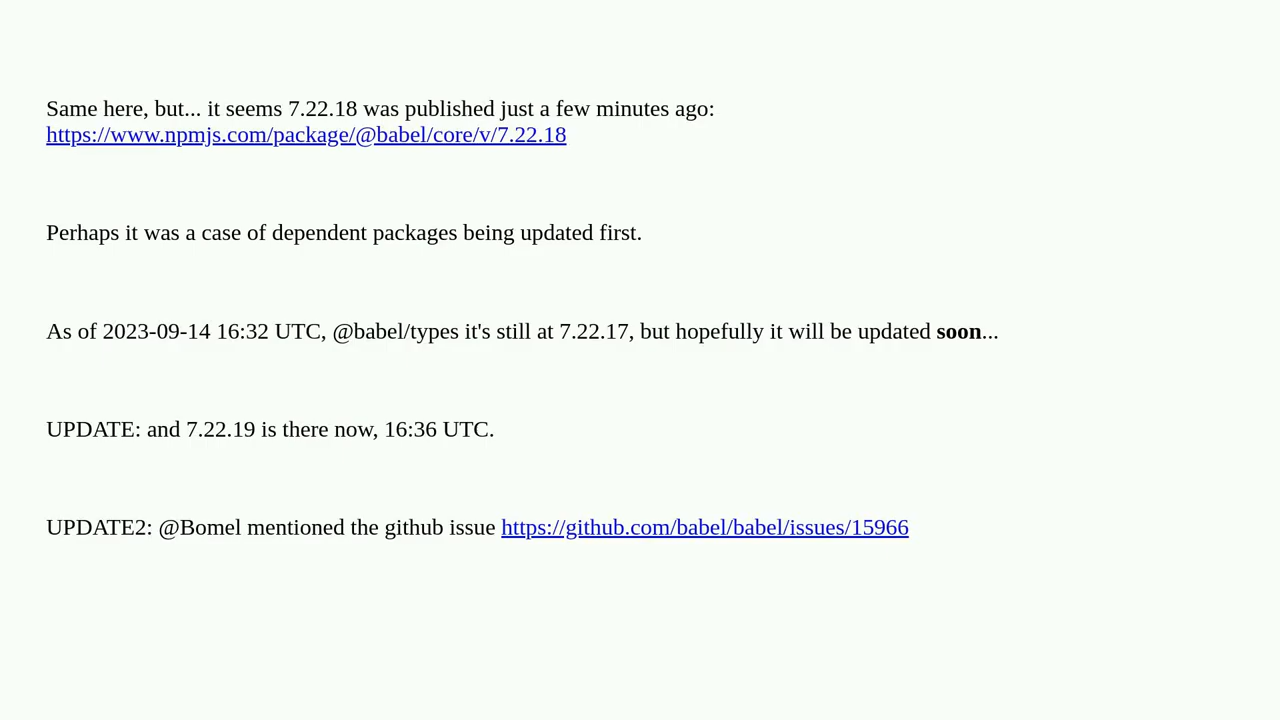 Same here, but... it seems 7.22.18 was published just a few minutes ago:
https://www.npmjs.com/package/@babel/core/v/7.22.18
Perhaps it was a case of dependent packages being updated first.
As of 2023-09-14 16:32 UTC, @babel/types it's still at 7.22.17, but hopefully it will be updated soon...
UPDATE: and 7.22.19 is there now, 16:36 UTC.
UPDATE2: @Bomel mentioned the github issue https://github.com/babel/babel/issues/15966